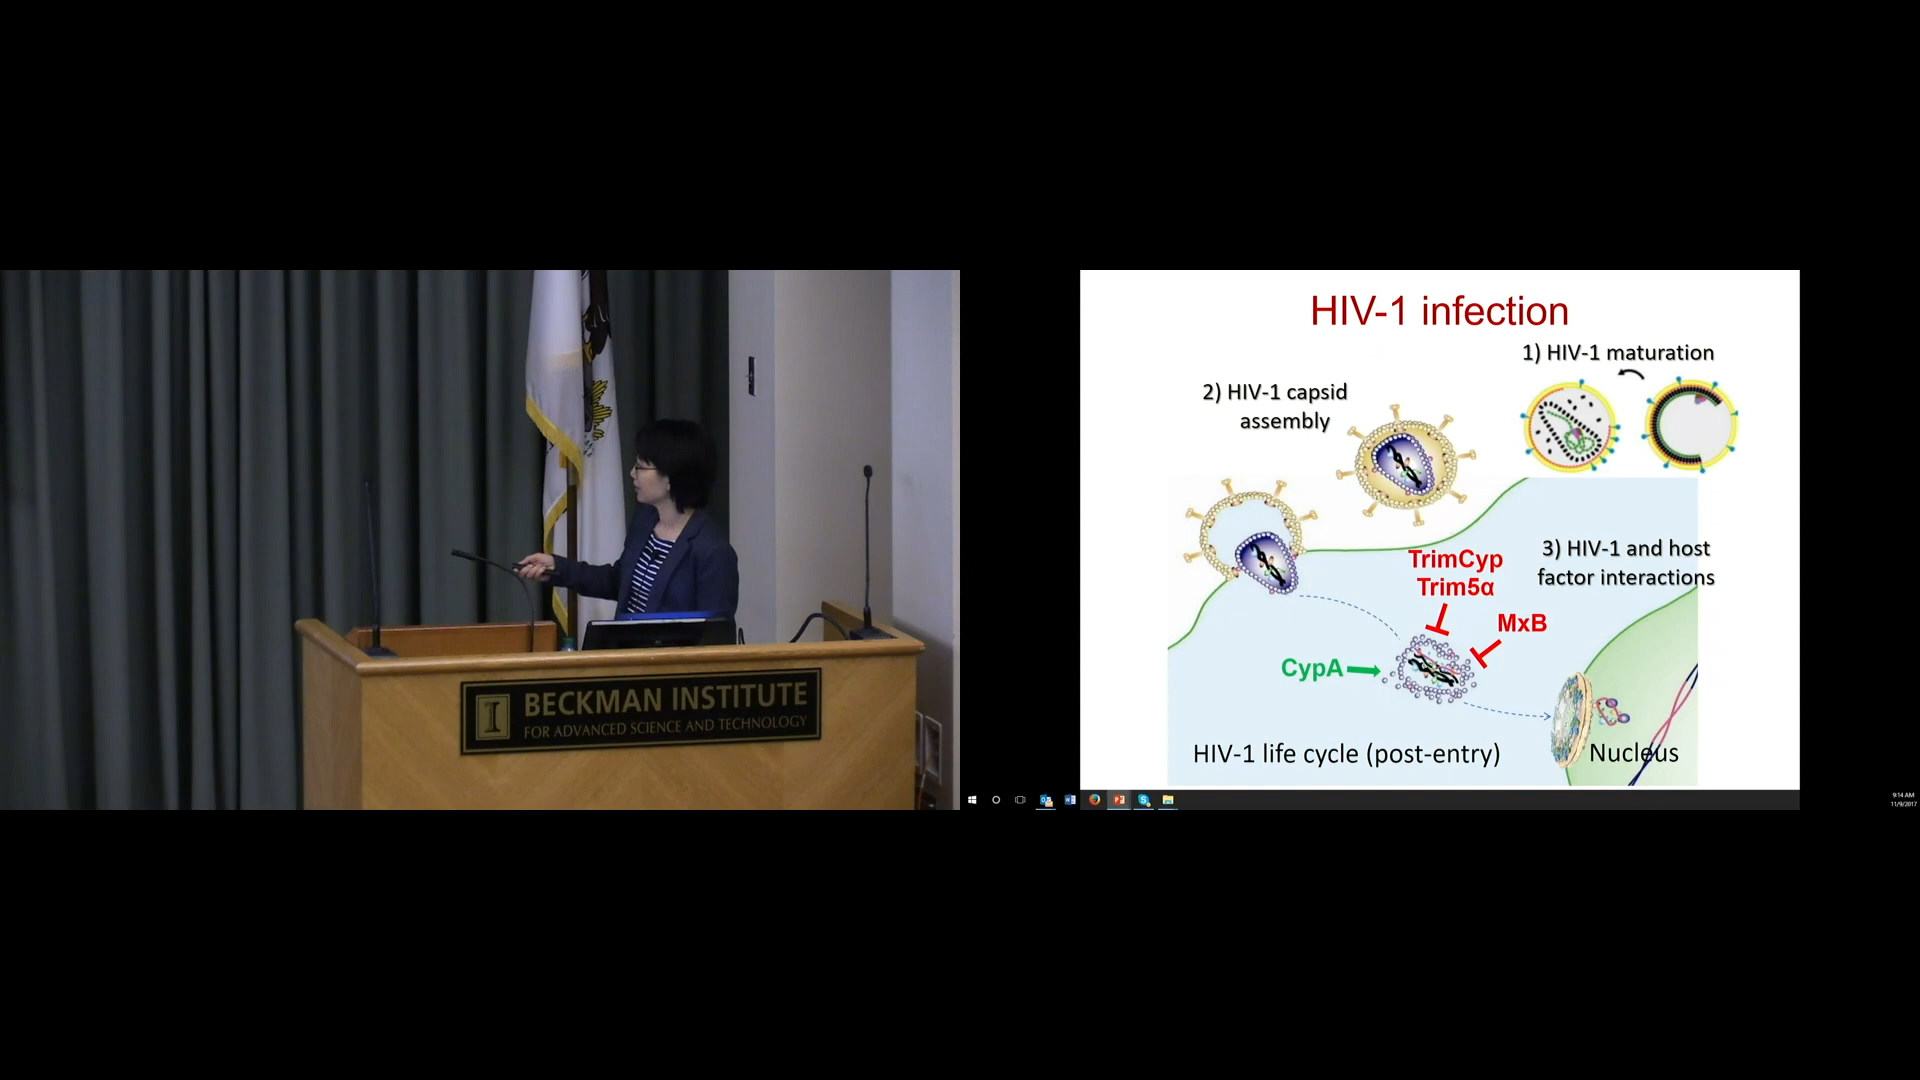 I BECKMAN INSTITUTE
FOR ADVANCED SCIENCE AND TECHNOLOGY
HIV-1 infection
1) HIV-1 maturation
2) HIV-1 capsid
assembly
3) HIV-1 and host
factor interactions
TrimCyp
Trim5α
MxB
CypA
HIV-1 life cycle (post-entry)
Nucleus
9:14 AM
11/9/2017